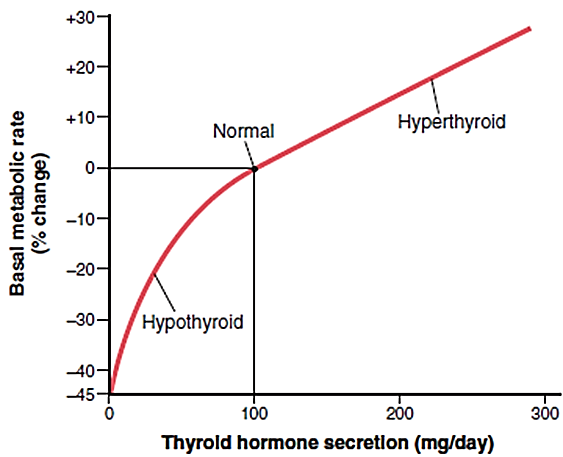 +30
+20
+10
0
–10
–20
–30
–40
–45
Basal metabolic rate
(% change)
Normal
Hyperthyroid
Hypothyroid
0
100
200
300
Thyroid hormone secretion (mg/day)